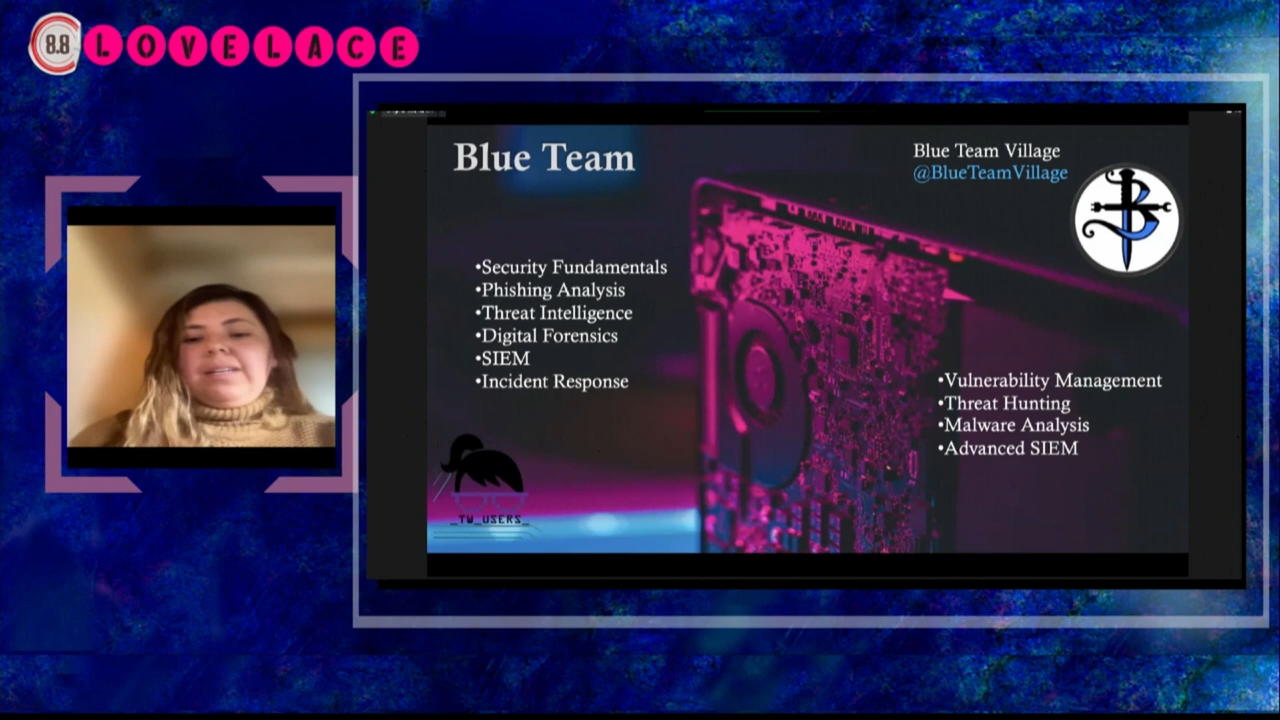 8.8 LOVELACE
Blue Team
Blue Team Village
@BlueTeamVillage
•Security Fundamentals
•Phishing Analysis
•Threat Intelligence
•Digital Forensics
•SIEM
•Incident Response
•Vulnerability Management
•Threat Hunting
•Malware Analysis
•Advanced SIEM
_TW_USERS_